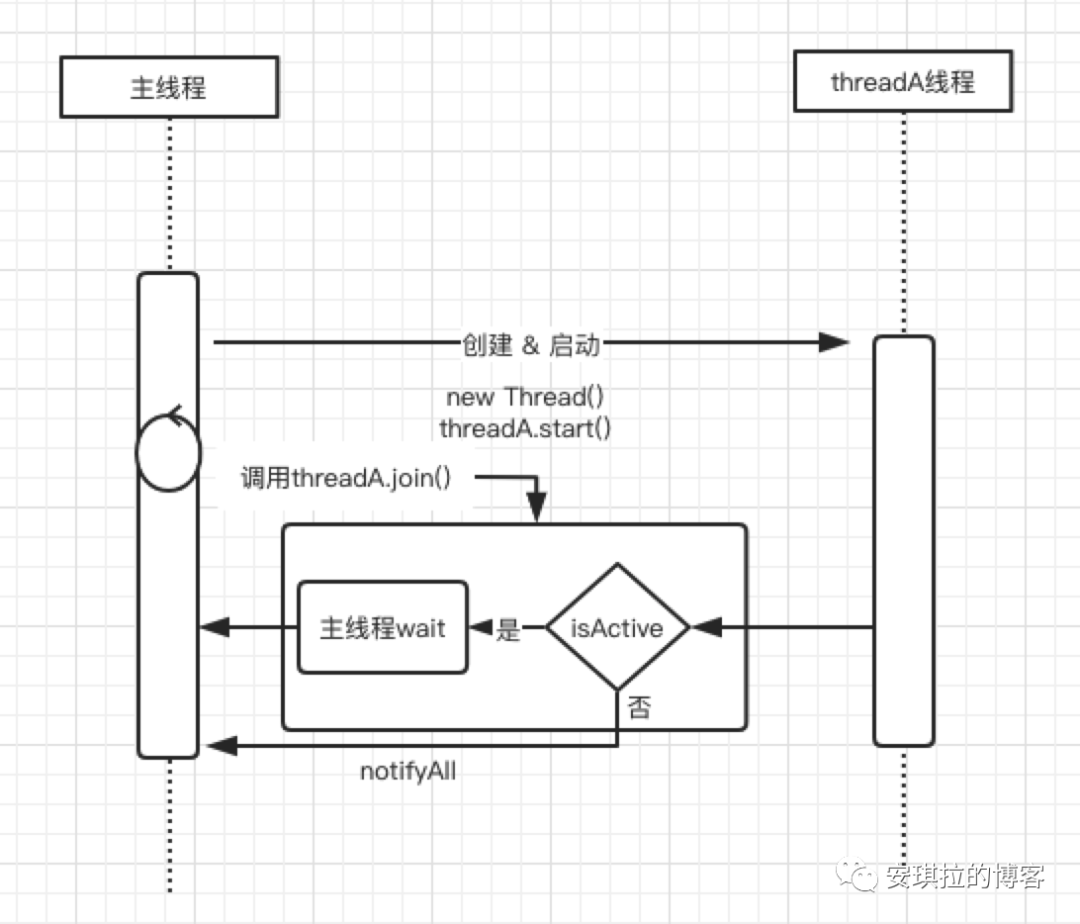 主线程
threadA线程
创建 & 启动
new Thread()
threadA.start()
调用threadA.join()
主线程wait
是
isActive
否
notifyAll
安琪拉的博客